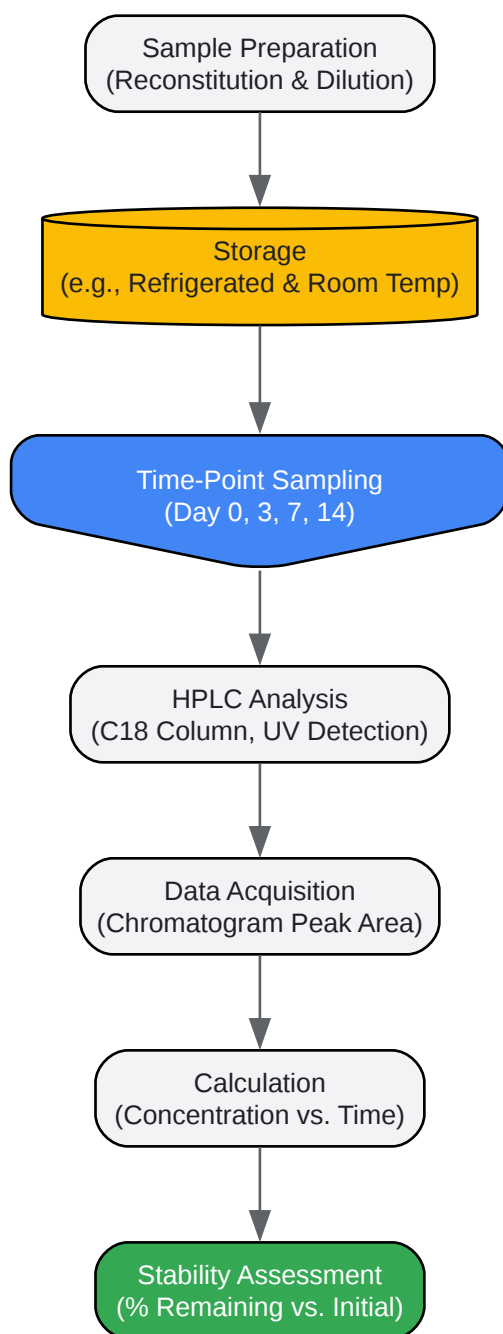 Sample Preparation
(Reconstitution & Dilution)
Storage
(e.g., Refrigerated & Room Temp)
Time-Point Sampling
(Day 0, 3, 7, 14)
HPLC Analysis
(C18 Column, UV Detection)
Data Acquisition
(Chromatogram Peak Area)
Calculation
(Concentration vs. Time)
Stability Assessment
(% Remaining vs. Initial)